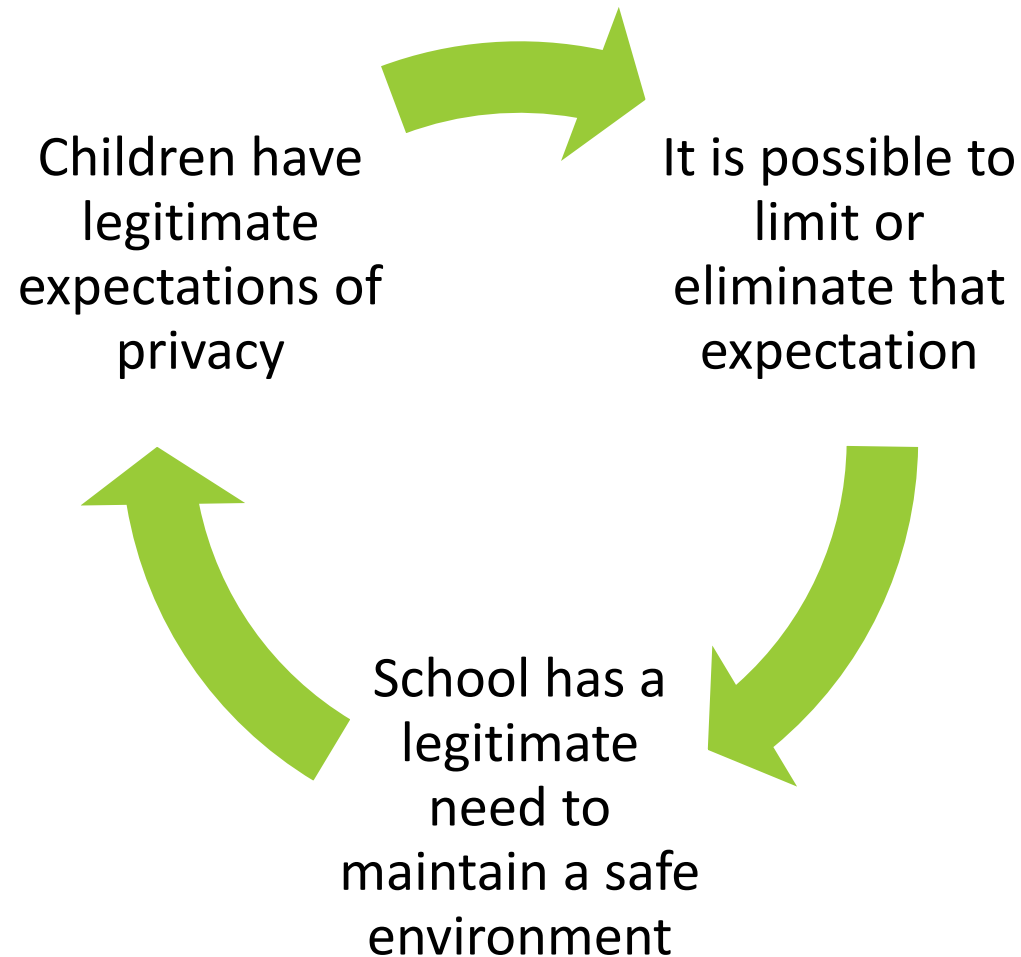 Children have
legitimate
expectations of
privacy
It is possible to
limit or
eliminate that
expectation
School has a
legitimate
need to
maintain a safe
environment